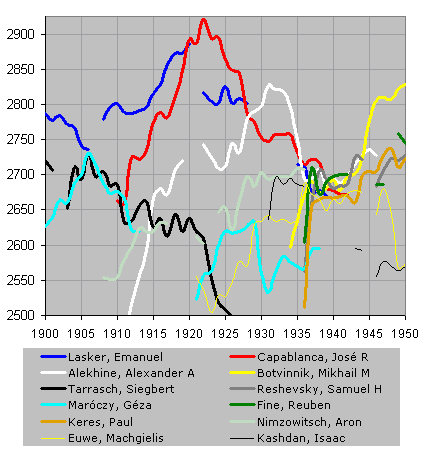 2900
2850
2800
2750
2700
2650
2600
2550
2500
1900 1905 1910 1915 1920 1925 1930 1935 1940 1945 1950
Lasker, Emanuel Capablanca, José R
Alekhine, Alexander A Botvinnik, Mikhail M
Tarrasch, Siegbert Reshevsky, Samuel H
Maróczy, Géza Fine, Reuben
Keres, Paul Nimzowitsch, Aron
Euwe, Machgielis Kashdan, Isaac